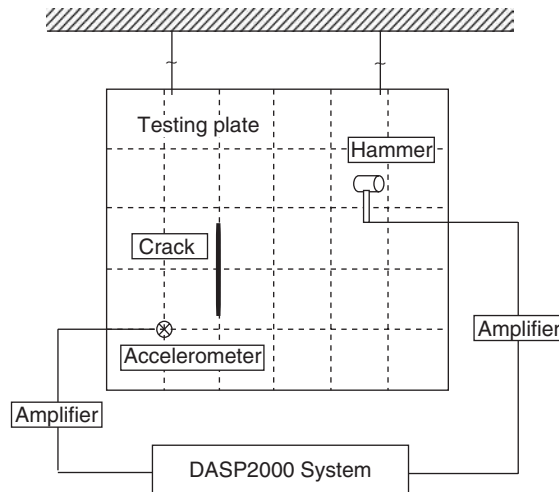 Testing plate
Hammer
Crack
Accelerometer
Amplifier
Amplifier
DASP2000 System